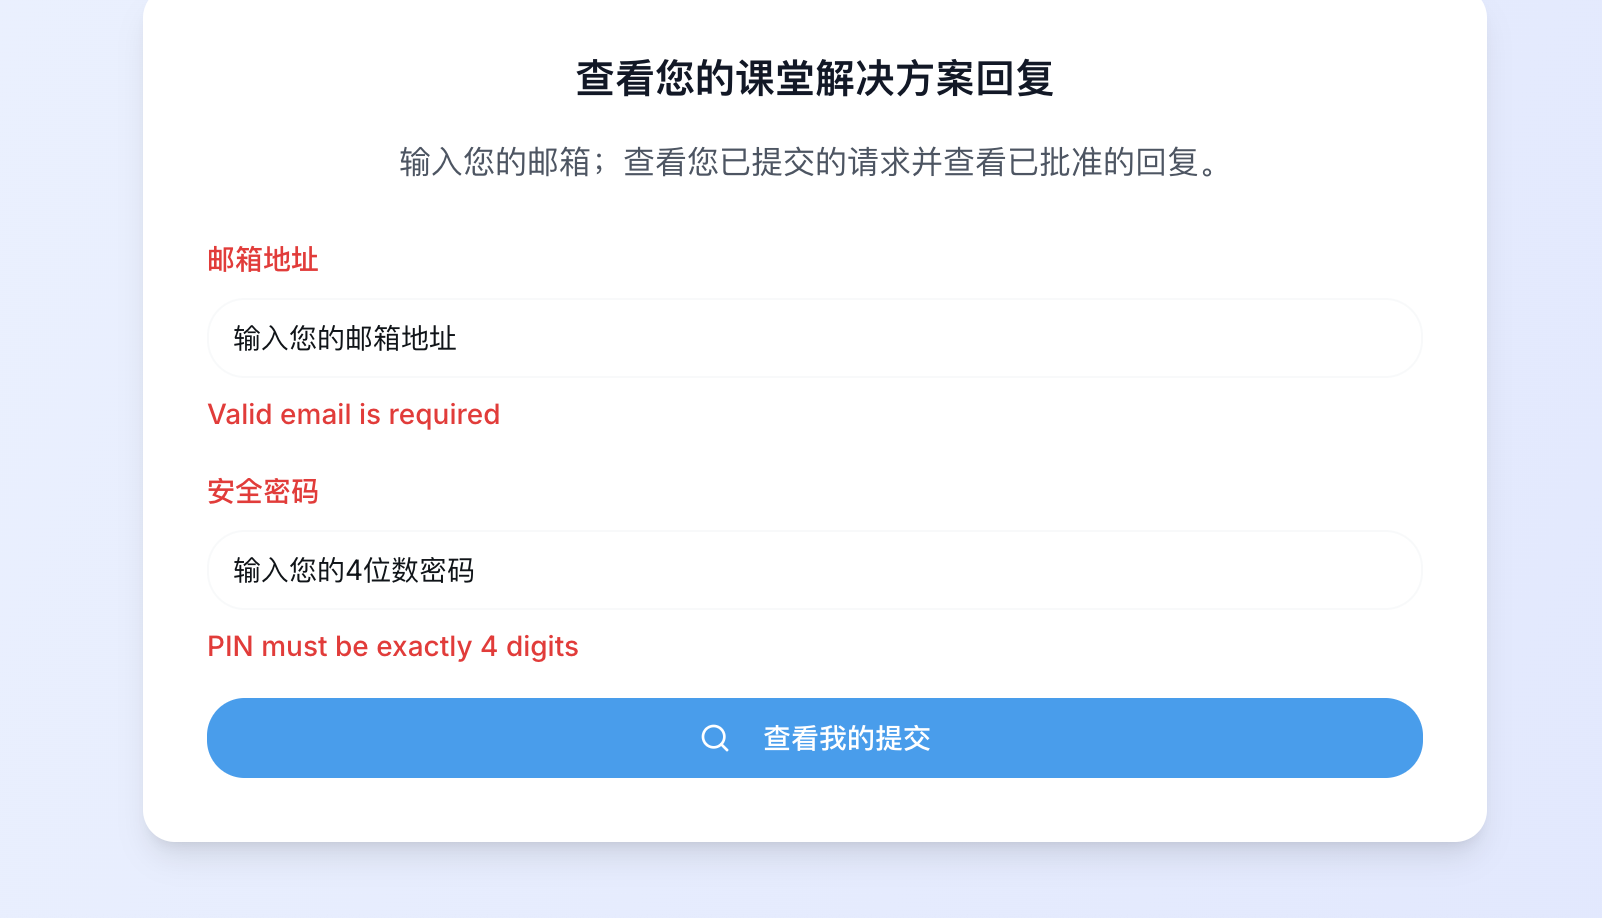 查看您的课堂解决方案回复
输入您的邮箱；查看您已提交的请求并查看已批准的回复。
邮箱地址
输入您的邮箱地址
Valid email is required
安全密码
输入您的4位数密码
PIN must be exactly 4 digits
查看我的提交